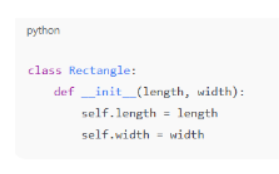 python
class Rectangle:
    def __init__(length, width):
        self.length = length
        self.width = width